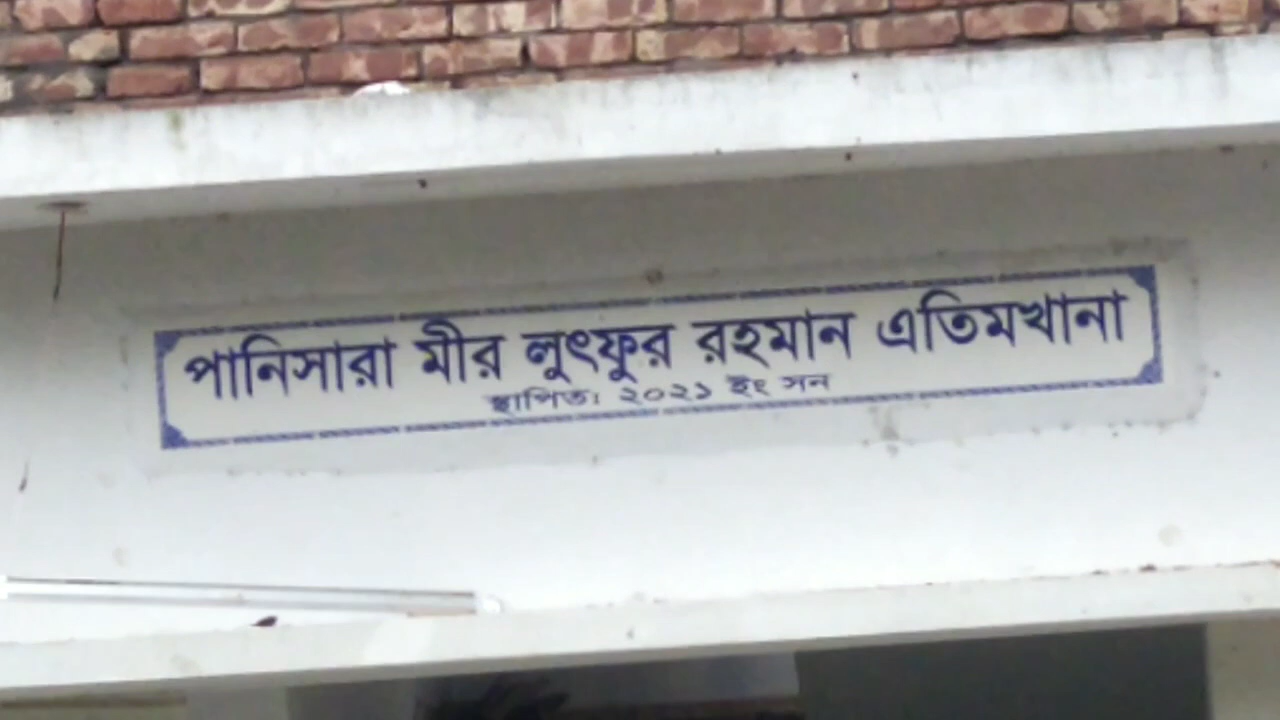 পানিসারা মীর লুৎফুর রহমান এতিমখানা
স্থাপিত: ২০২১ ইং সন